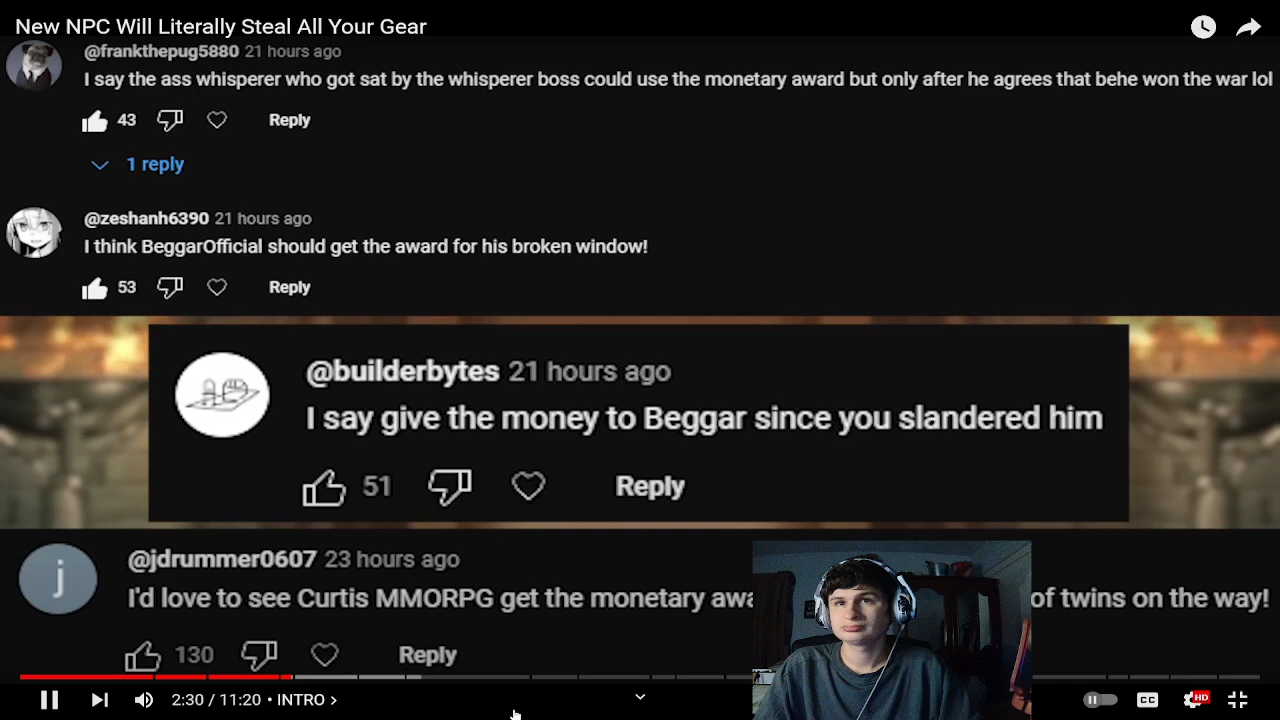 New NPC Will Literally Steal All Your Gear
@frankthepug5880 21 hours ago
I say the ass whisperer who got sat by the whisperer boss could use the monetary award but only after he agrees that behe won the war lol
43 Reply
1 reply
@zeshanh6390 21 hours ago
I think BeggarOfficial should get the award for his broken window!
53 Reply
@builderbytes 21 hours ago
I say give the money to Beggar since you slandered him
51 Reply
j
@jdrummer0607 23 hours ago
I'd love to see Curtis MMORPG get the monetary awa of twins on the way!
130 Reply
2:30 / 11:20 • INTRO >
CC
HD